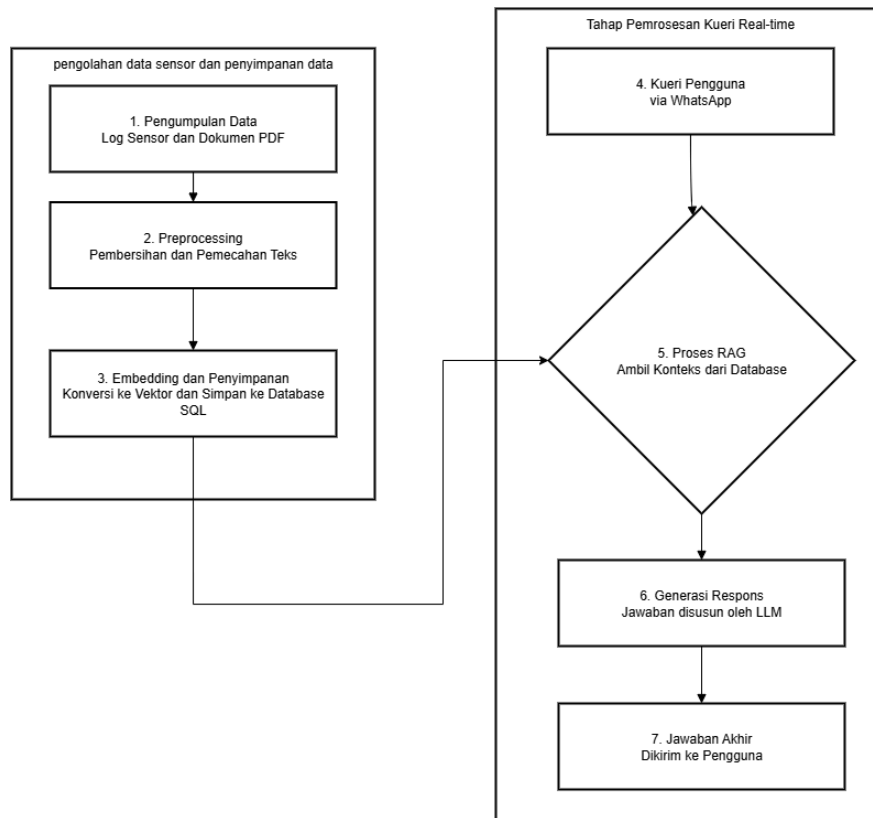 pengolahan data sensor dan penyimpanan data
1. Pengumpulan Data
Log Sensor dan Dokumen PDF
2. Preprocessing
Pembersihan dan Pemecahan Teks
3. Embedding dan Penyimpanan
Konversi ke Vektor dan Simpan ke Database
SQL
Tahap Pemrosesan Kueri Real-time
4. Kueri Pengguna
via WhatsApp
5. Proses RAG
Ambil Konteks dari Database
6. Generasi Respons
Jawaban disusun oleh LLM
7. Jawaban Akhir
Dikirim ke Pengguna